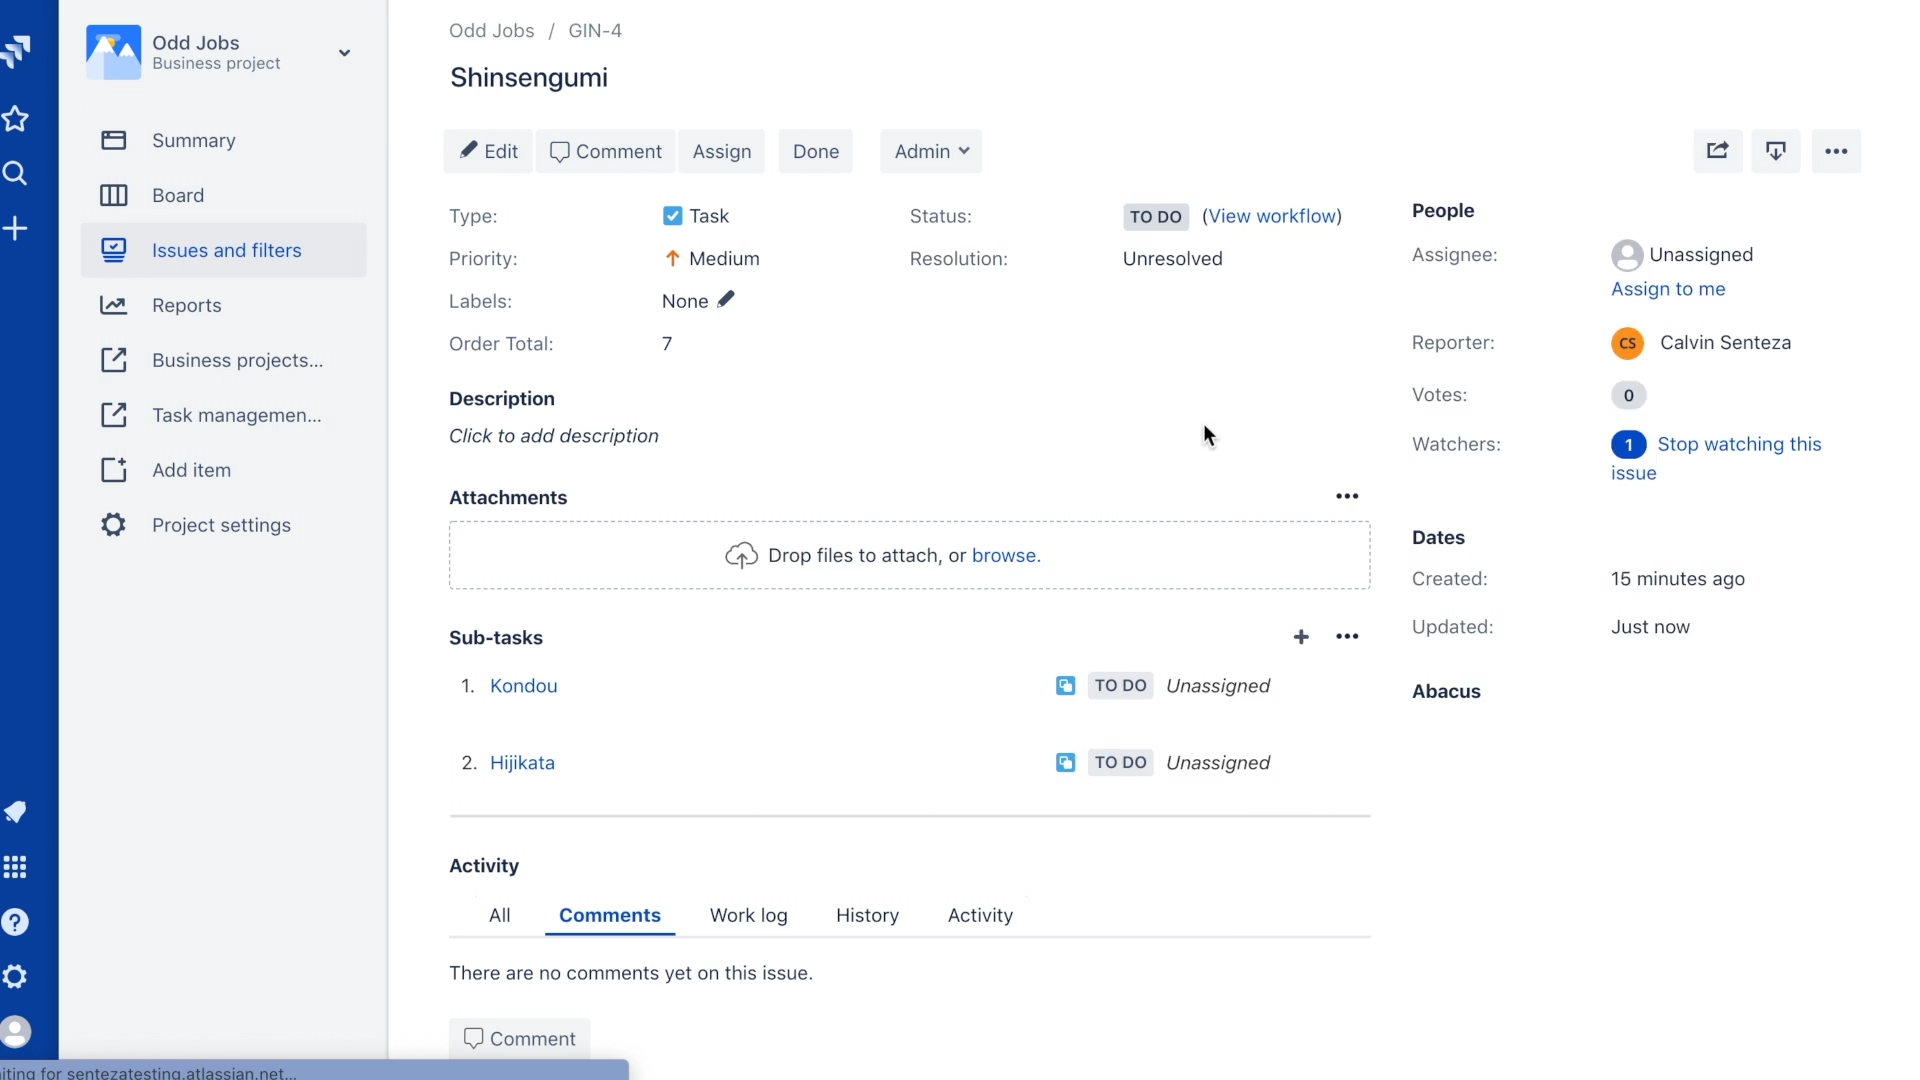 Odd Jobs
Business project
Summary
Board
Issues and filters
Reports
Business projects...
Task managemen...
Add item
Project settings
Odd Jobs / GIN-4
Shinsengumi
Edit Comment Assign Done Admin
Type: Task Status: TO DO (View workflow)
Priority: Medium Resolution: Unresolved
Labels: None
Order Total: 7
Description
Click to add description
Attachments
Drop files to attach, or browse.
Sub-tasks
1. Kondou TO DO Unassigned
2. Hijikata TO DO Unassigned
Activity
All Comments Work log History Activity
There are no comments yet on this issue.
Comment
People
Assignee: Unassigned
Assign to me
Reporter: CS Calvin Senteza
Votes: 0
Watchers: 1 Stop watching this
issue
Dates
Created: 15 minutes ago
Updated: Just now
Abacus
iting for sentezatesting.atlassian.net...